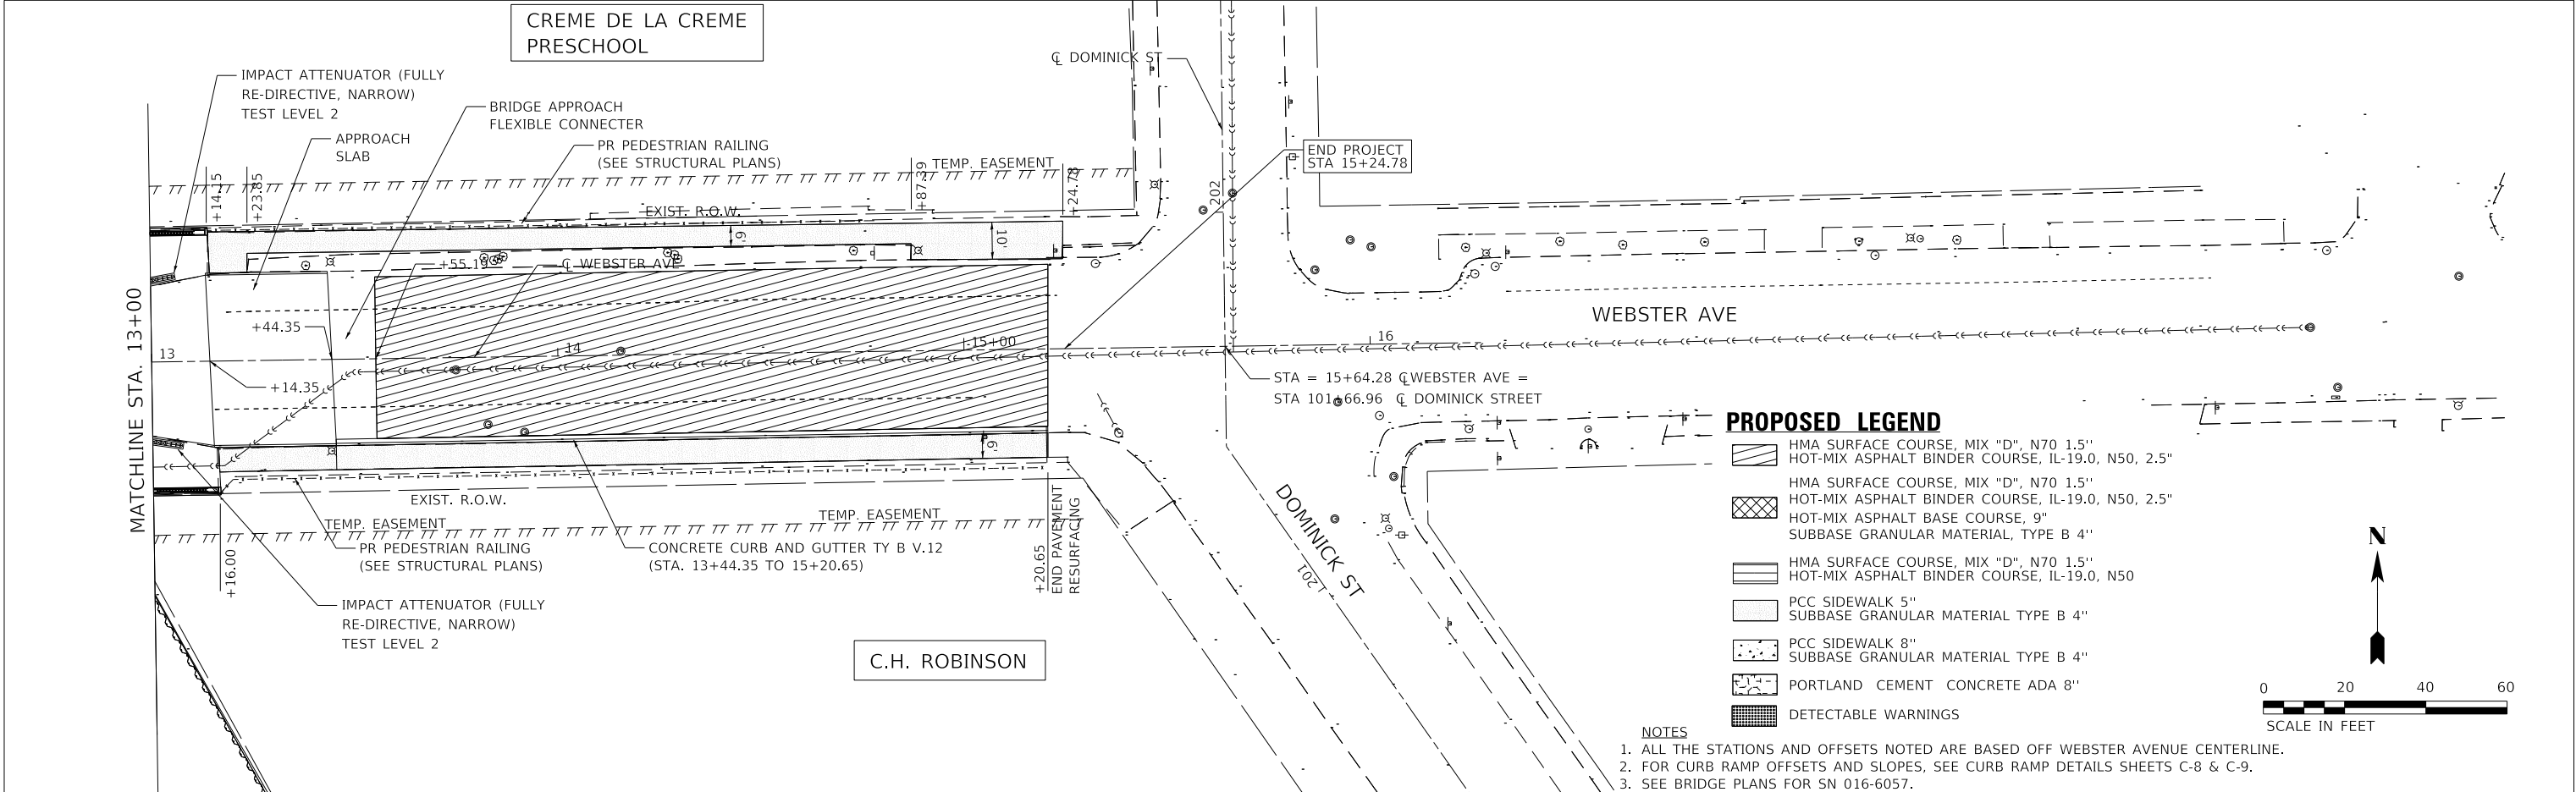 CREME DE LA CREME
PRESCHOOL
IMPACT ATTENUATOR (FULLY
RE-DIRECTIVE, NARROW)
TEST LEVEL 2
APPROACH
SLAB
BRIDGE APPROACH
FLEXIBLE CONNECTER
PR PEDESTRIAN RAILING
(SEE STRUCTURAL PLANS)
TEMP. EASEMENT
℄ DOMINICK ST
END PROJECT
STA 15+24.78
+14.15
+23.85
+87.39
+24.78
202
EXIST. R.O.W.
6'
10'
+55.19
℄ WEBSTER AVE
+44.35
13
+14.35
14
15+00
16
WEBSTER AVE
MATCHLINE STA. 13+00
STA = 15+64.28 ℄ WEBSTER AVE =
STA 101+66.96 ℄ DOMINICK STREET
6'
EXIST. R.O.W.
TEMP. EASEMENT
TEMP. EASEMENT
PR PEDESTRIAN RAILING
(SEE STRUCTURAL PLANS)
CONCRETE CURB AND GUTTER TY B V.12
(STA. 13+44.35 TO 15+20.65)
+16.00
+20.65
END PAVEMENT
RESURFACING
IMPACT ATTENUATOR (FULLY
RE-DIRECTIVE, NARROW)
TEST LEVEL 2
C.H. ROBINSON
DOMINICK ST
201
PROPOSED LEGEND
HMA SURFACE COURSE, MIX "D", N70 1.5''
HOT-MIX ASPHALT BINDER COURSE, IL-19.0, N50, 2.5"
HMA SURFACE COURSE, MIX "D", N70 1.5''
HOT-MIX ASPHALT BINDER COURSE, IL-19.0, N50, 2.5"
HOT-MIX ASPHALT BASE COURSE, 9"
SUBBASE GRANULAR MATERIAL, TYPE B 4''
HMA SURFACE COURSE, MIX "D", N70 1.5''
HOT-MIX ASPHALT BINDER COURSE, IL-19.0, N50
PCC SIDEWALK 5''
SUBBASE GRANULAR MATERIAL TYPE B 4''
PCC SIDEWALK 8''
SUBBASE GRANULAR MATERIAL TYPE B 4''
PORTLAND CEMENT CONCRETE ADA 8''
DETECTABLE WARNINGS
N
0 20 40 60
SCALE IN FEET
NOTES
1. ALL THE STATIONS AND OFFSETS NOTED ARE BASED OFF WEBSTER AVENUE CENTERLINE.
2. FOR CURB RAMP OFFSETS AND SLOPES, SEE CURB RAMP DETAILS SHEETS C-8 & C-9.
3. SEE BRIDGE PLANS FOR SN 016-6057.